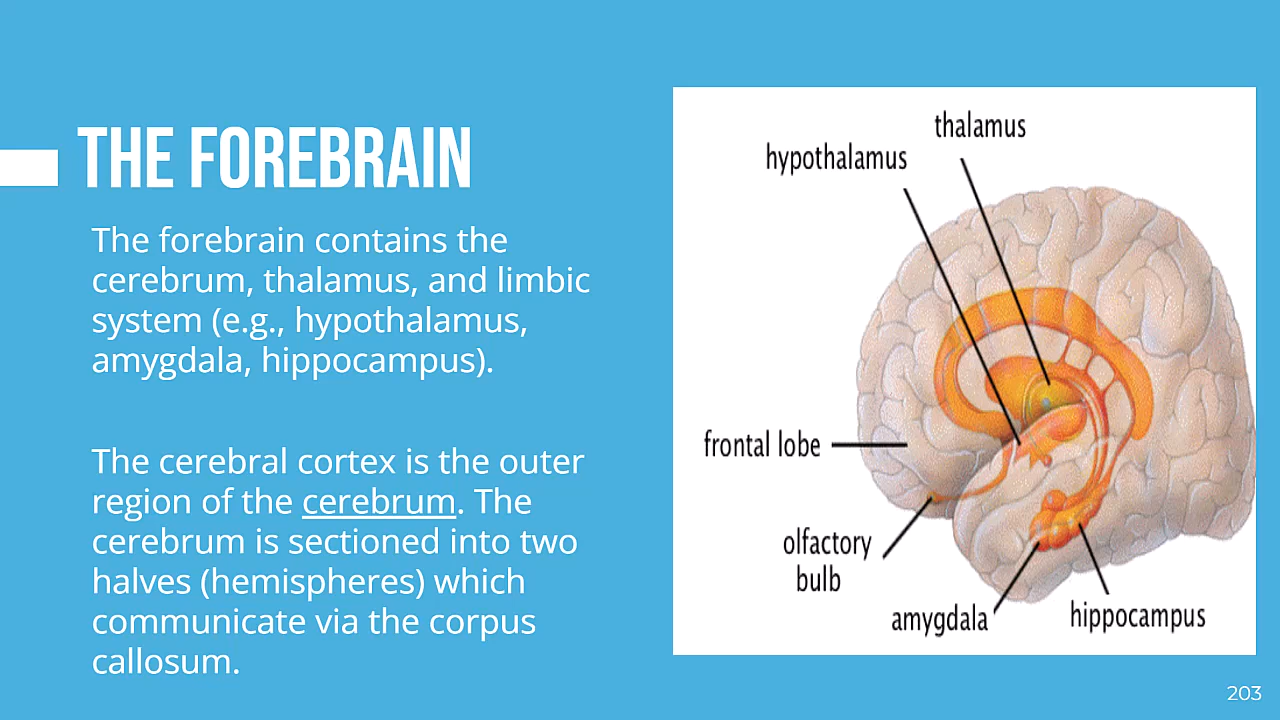 THE FOREBRAIN
The forebrain contains the
cerebrum, thalamus, and limbic
system (e.g., hypothalamus,
amygdala, hippocampus).
The cerebral cortex is the outer
region of the cerebrum. The
cerebrum is sectioned into two
halves (hemispheres) which
communicate via the corpus
callosum.
thalamus
hypothalamus
frontal lobe
olfactory
bulb
amygdala
hippocampus
203